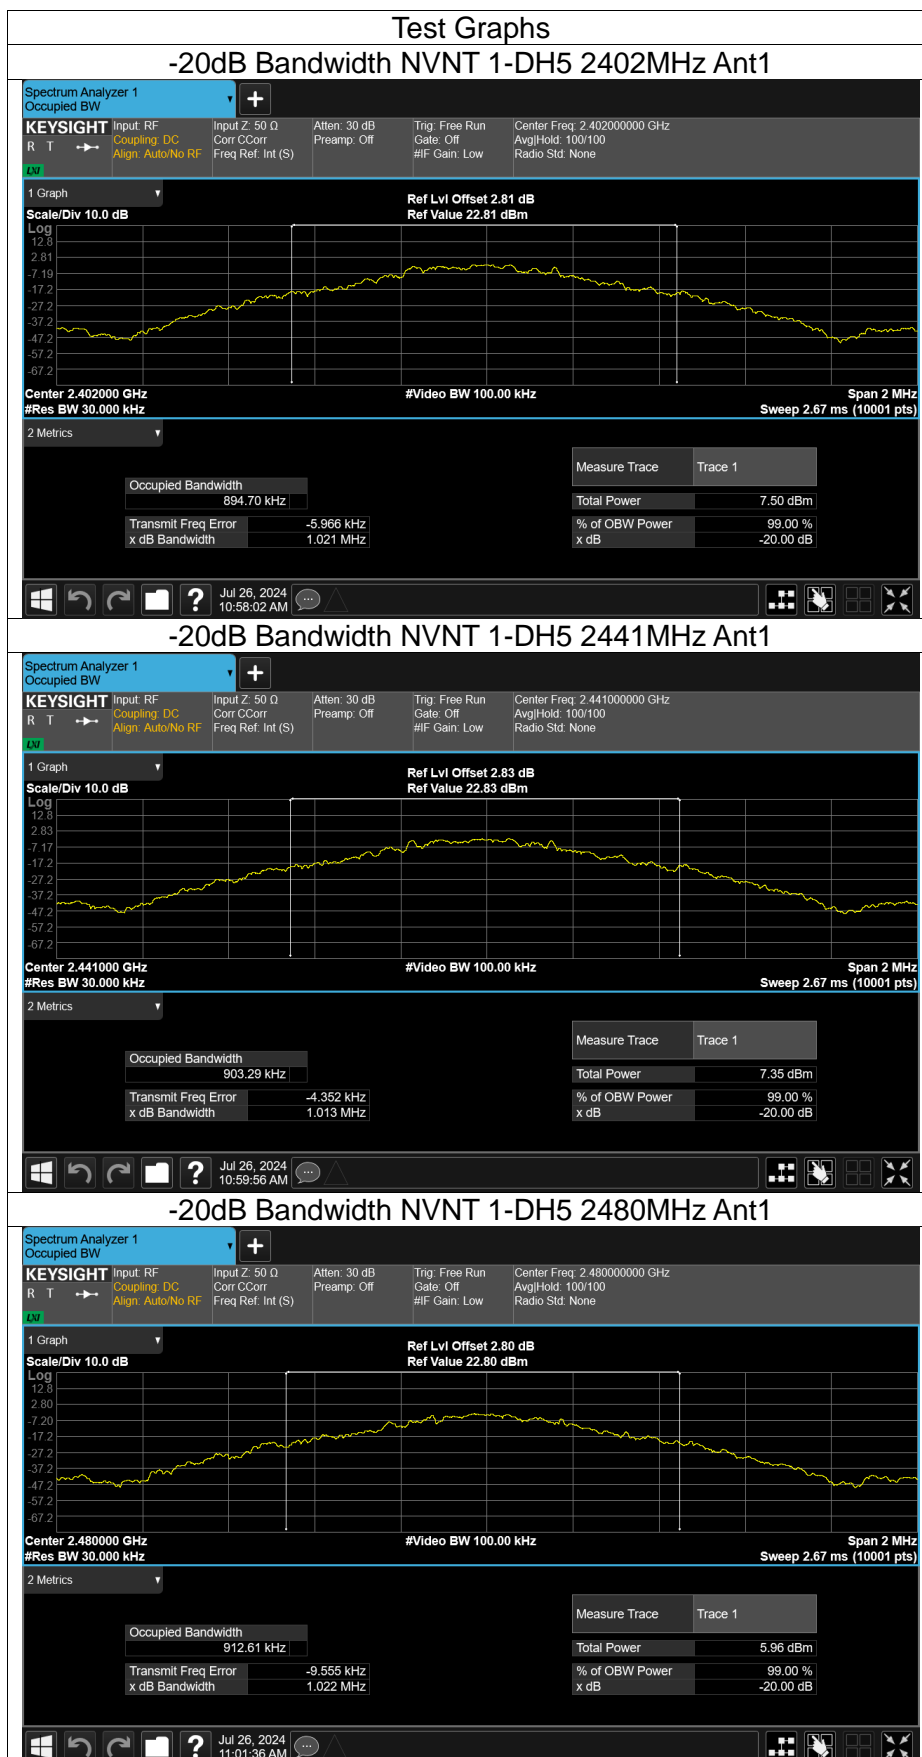 Test Graphs
-20dB Bandwidth NVNT 1-DH5 2402MHz Ant1
Spectrum Analyzer 1
Occupied BW
KEYSIGHT Input: RF Input Z: 50 Ω Atten: 30 dB Trig: Free Run Center Freq: 2.402000000 GHz
R T Coupling: DC Corr CCorr Preamp: Off Gate: Off Avg|Hold: 100/100
Align: Auto/No RF Freq Ref: Int (S) #IF Gain: Low Radio Std: None
LXI
1 Graph
Ref Lvl Offset 2.81 dB
Scale/Div 10.0 dB Ref Value 22.81 dBm
Log
12.8
2.81
-7.19
-17.2
-27.2
-37.2
-47.2
-57.2
-67.2
Center 2.402000 GHz #Video BW 100.00 kHz Span 2 MHz
#Res BW 30.000 kHz Sweep 2.67 ms (10001 pts)
2 Metrics
Measure Trace Trace 1
Occupied Bandwidth
894.70 kHz Total Power 7.50 dBm
Transmit Freq Error -5.966 kHz % of OBW Power 99.00 %
x dB Bandwidth 1.021 MHz x dB -20.00 dB
? Jul 26, 2024
10:58:02 AM
-20dB Bandwidth NVNT 1-DH5 2441MHz Ant1
Spectrum Analyzer 1
Occupied BW
KEYSIGHT Input: RF Input Z: 50 Ω Atten: 30 dB Trig: Free Run Center Freq: 2.441000000 GHz
R T Coupling: DC Corr CCorr Preamp: Off Gate: Off Avg|Hold: 100/100
Align: Auto/No RF Freq Ref: Int (S) #IF Gain: Low Radio Std: None
LXI
1 Graph
Ref Lvl Offset 2.83 dB
Scale/Div 10.0 dB Ref Value 22.83 dBm
Log
12.8
2.83
-7.17
-17.2
-27.2
-37.2
-47.2
-57.2
-67.2
Center 2.441000 GHz #Video BW 100.00 kHz Span 2 MHz
#Res BW 30.000 kHz Sweep 2.67 ms (10001 pts)
2 Metrics
Measure Trace Trace 1
Occupied Bandwidth
903.29 kHz Total Power 7.35 dBm
Transmit Freq Error -4.352 kHz % of OBW Power 99.00 %
x dB Bandwidth 1.013 MHz x dB -20.00 dB
? Jul 26, 2024
10:59:56 AM
-20dB Bandwidth NVNT 1-DH5 2480MHz Ant1
Spectrum Analyzer 1
Occupied BW
KEYSIGHT Input: RF Input Z: 50 Ω Atten: 30 dB Trig: Free Run Center Freq: 2.480000000 GHz
R T Coupling: DC Corr CCorr Preamp: Off Gate: Off Avg|Hold: 100/100
Align: Auto/No RF Freq Ref: Int (S) #IF Gain: Low Radio Std: None
LXI
1 Graph
Ref Lvl Offset 2.80 dB
Scale/Div 10.0 dB Ref Value 22.80 dBm
Log
12.8
2.80
-7.20
-17.2
-27.2
-37.2
-47.2
-57.2
-67.2
Center 2.480000 GHz #Video BW 100.00 kHz Span 2 MHz
#Res BW 30.000 kHz Sweep 2.67 ms (10001 pts)
2 Metrics
Measure Trace Trace 1
Occupied Bandwidth
912.61 kHz Total Power 5.96 dBm
Transmit Freq Error -9.555 kHz % of OBW Power 99.00 %
x dB Bandwidth 1.022 MHz x dB -20.00 dB
? Jul 26, 2024
11:01:36 AM